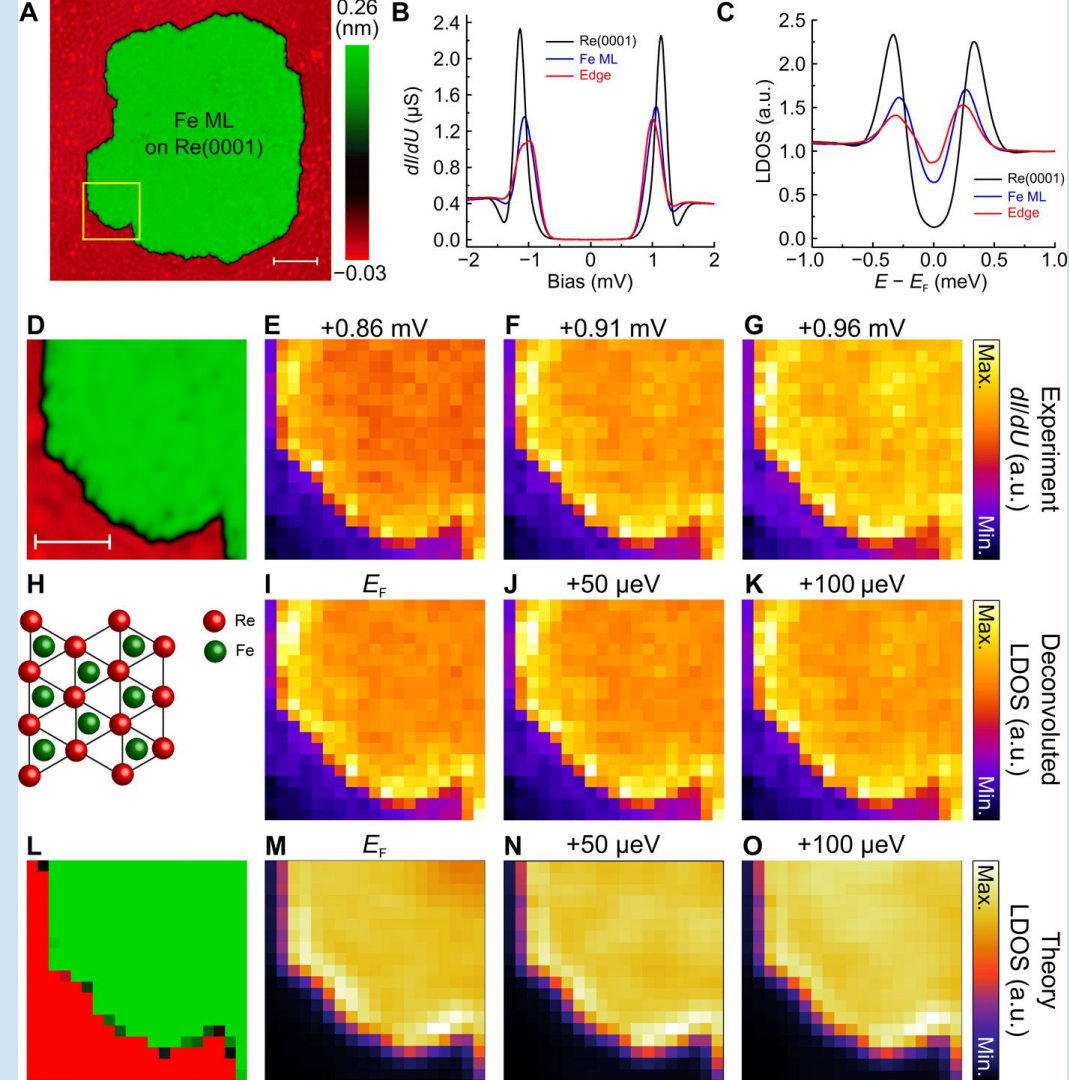 A
Fe ML
on Re(0001)
0.26
(nm)
−0.03
B
dI/dU (µS)
2.4
2.0
1.6
1.2
0.8
0.4
0.0
Re(0001)
Fe ML
Edge
−2 −1 0 1 2
Bias (mV)
C
LDOS (a.u.)
2.5
2.0
1.5
1.0
0.5
0.0
Re(0001)
Fe ML
Edge
−1.0 −0.5 0.0 0.5 1.0
E − EF (meV)
D
E +0.86 mV
F +0.91 mV
G +0.96 mV
Max.
Min.
Experiment
dI/dU (a.u.)
H
Re
Fe
I EF
J +50 µeV
K +100 µeV
Max.
Min.
Deconvoluted
LDOS (a.u.)
L
M EF
N +50 µeV
O +100 µeV
Max.
Min.
Theory
LDOS (a.u.)